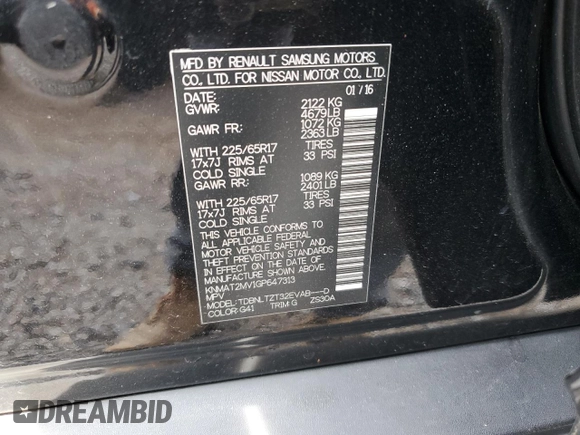 MFD BY RENAULT SAMSUNG MOTORS
CO., LTD. FOR NISSAN MOTOR CO., LTD.
DATE: 01/16
GVWR: 2122 KG
4679LB
GAWR FR: 1072 KG
2363LB
WITH 225/65R17 TIRES
17x7J RIMS AT 33 PSI
COLD SINGLE
GAWR RR: 1089 KG
2401LB
WITH 225/65R17 TIRES
17x7J RIMS AT 33 PSI
COLD SINGLE
THIS VEHICLE CONFORMS TO
ALL APPLICABLE FEDERAL
MOTOR VEHICLE SAFETY AND
THEFT PREVENTION STANDARDS
IN EFFECT ON THE DATE OF
MANUFACTURE SHOWN ABOVE.
KNMAT2MV1GP647313
MPV
MODEL: TDBNLTZT32EVAB---D
COLOR: G41 TRIM G ZS30A
DREAMBID